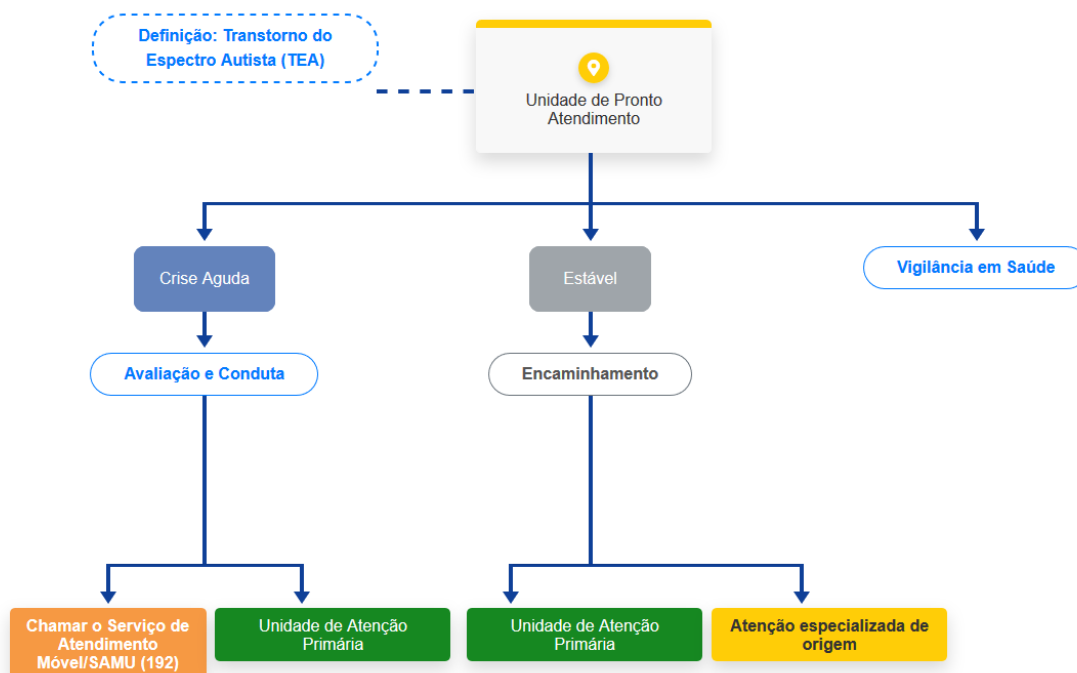 Definição: Transtorno do
Espectro Autista (TEA)
Unidade de Pronto
Atendimento
Crise Aguda
Estável
Vigilância em Saúde
Avaliação e Conduta
Encaminhamento
Chamar o Serviço de
Atendimento
Móvel/SAMU (192)
Unidade de Atenção
Primária
Unidade de Atenção
Primária
Atenção especializada de
origem